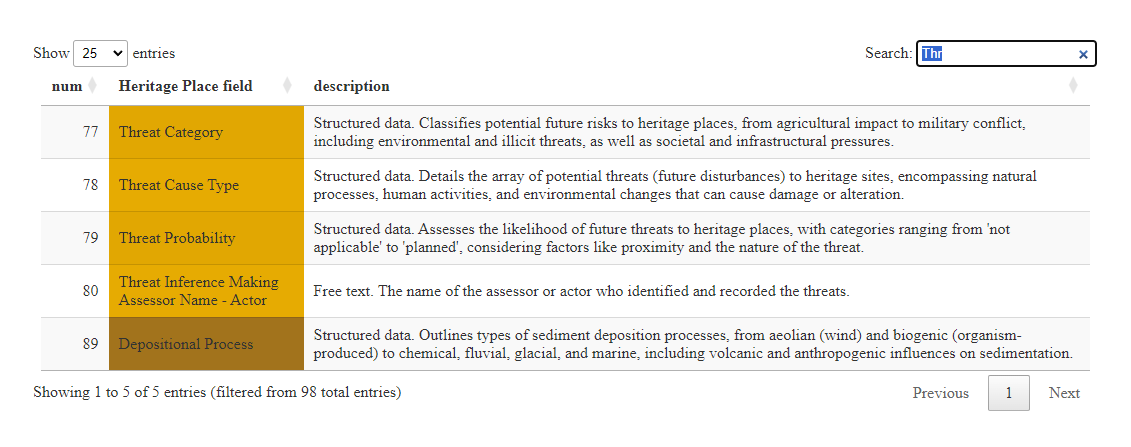 Show 25 entries
Search: Thr ×
num Heritage Place field description
77 Threat Category Structured data. Classifies potential future risks to heritage places, from agricultural impact to military conflict,
including environmental and illicit threats, as well as societal and infrastructural pressures.
78 Threat Cause Type Structured data. Details the array of potential threats (future disturbances) to heritage sites, encompassing natural
processes, human activities, and environmental changes that can cause damage or alteration.
79 Threat Probability Structured data. Assesses the likelihood of future threats to heritage places, with categories ranging from 'not
applicable' to 'planned', considering factors like proximity and the nature of the threat.
80 Threat Inference Making
Assessor Name - Actor Free text. The name of the assessor or actor who identified and recorded the threats.
89 Depositional Process Structured data. Outlines types of sediment deposition processes, from aeolian (wind) and biogenic (organism-
produced) to chemical, fluvial, glacial, and marine, including volcanic and anthropogenic influences on sedimentation.
Showing 1 to 5 of 5 entries (filtered from 98 total entries)
Previous 1 Next